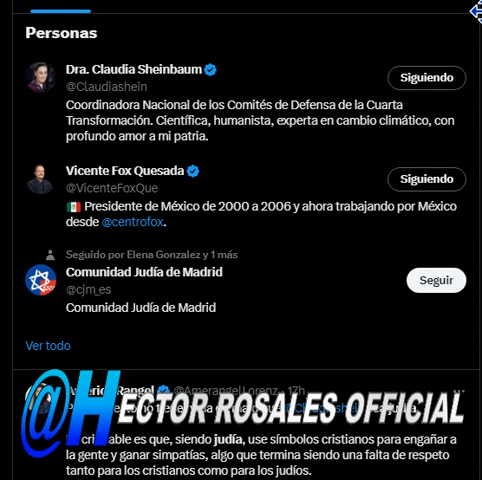 Personas
Dra. Claudia Sheinbaum
@Claudiashein
Siguiendo
Coordinadora Nacional de los Comités de Defensa de la Cuarta
Transformación. Científica, humanista, experta en cambio climático, con
profundo amor a mi patria.
Vicente Fox Quesada
@VicenteFoxQue
Siguiendo
Presidente de México de 2000 a 2006 y ahora trabajando por México
desde @centrofox.
Seguido por Elena Gonzalez y 1 más
Comunidad Judía de Madrid
@cjm_es
Seguir
Comunidad Judía de Madrid
Ver todo
Rangel @AmerangelLorenz · 17h
@HECTOR ROSALES OFFICIAL
es que, siendo judía, use símbolos cristianos para engañar a
la gente y ganar simpatías, algo que termina siendo una falta de respeto
tanto para los cristianos como para los judíos.